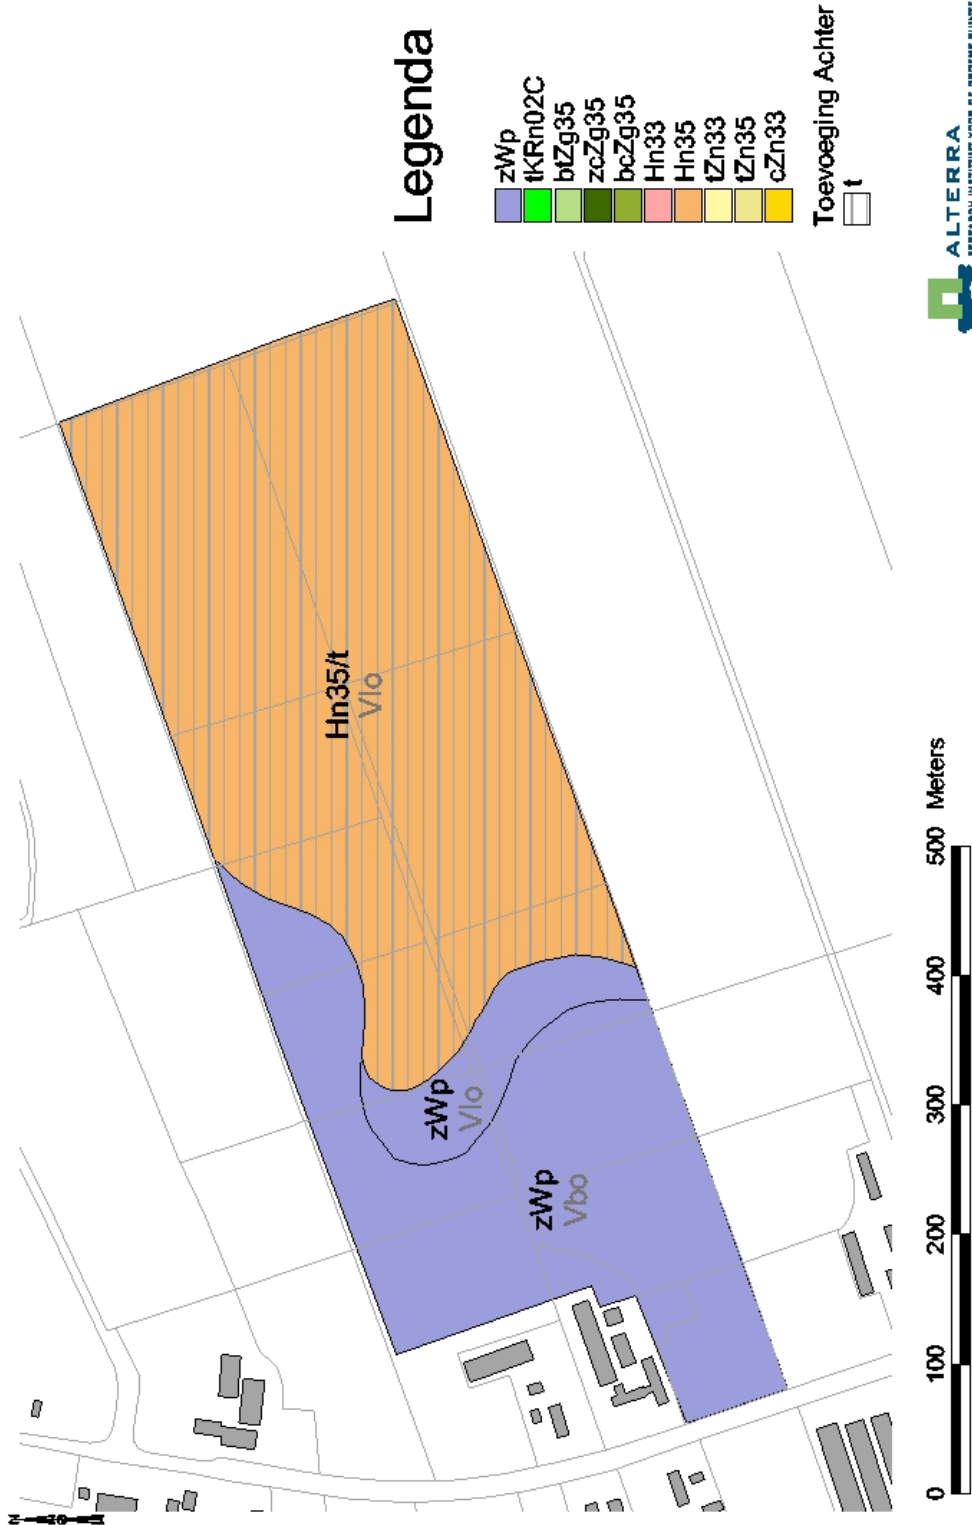 Legenda
zWp
tKRn02C
btZg35
zcZg35
bcZg35
Hn33
Hn35
tZn33
tZn35
cZn33
Toevoeging Achter
t
Hn35/t
Vlo
zWp
Vlo
zWp
Vbo
0 100 200 300 400 500 Meters
ALTERRA